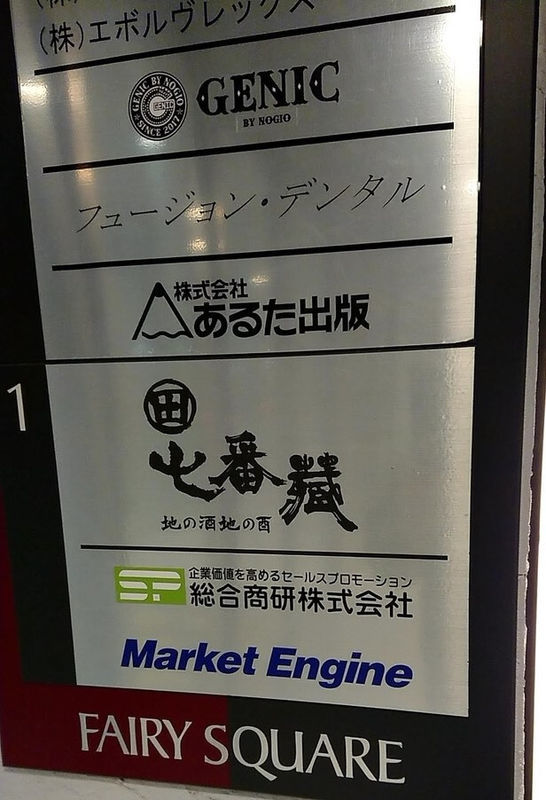 (株)エボルヴレックス
GENIC BY NOGIO
GENIC
SINCE 2017
GENIC
BY NOGIO
フュージョン・デンタル
株式会社
あるた出版
1
田
七番藏
地の酒地の酉
SP
企業価値を高めるセールスプロモーション
総合商研株式会社
Market Engine
FAIRY SQUARE